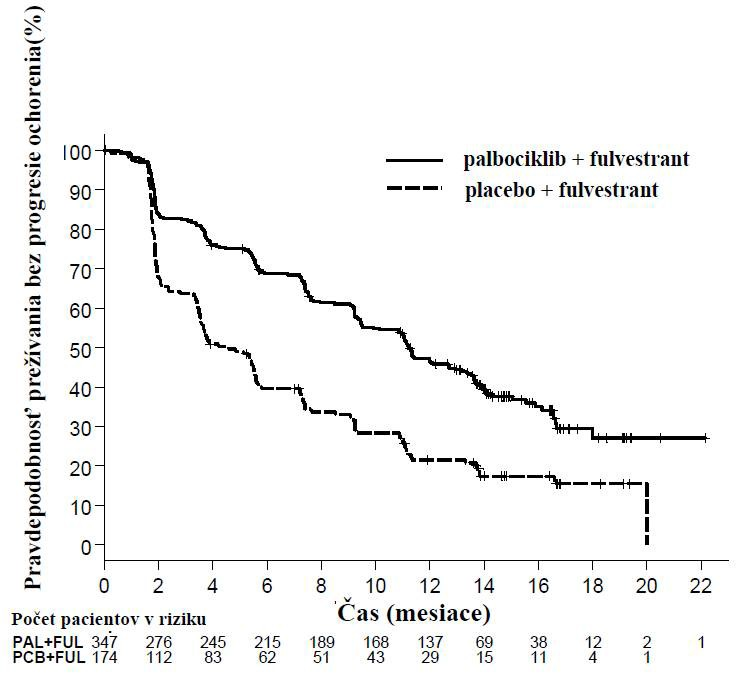 Pravdepodobnosť prežívania bez progresie ochorenia(%)
100
90
80
70
60
50
40
30
20
10
0
palbociklib + fulvestrant
placebo + fulvestrant
0 2 4 6 8 10 12 14 16 18 20 22
Čas (mesiace)
Počet pacientov v riziku
PAL+FUL 347 276 245 215 189 168 137 69 38 12 2 1
PCB+FUL 174 112 83 62 51 43 29 15 11 4 1